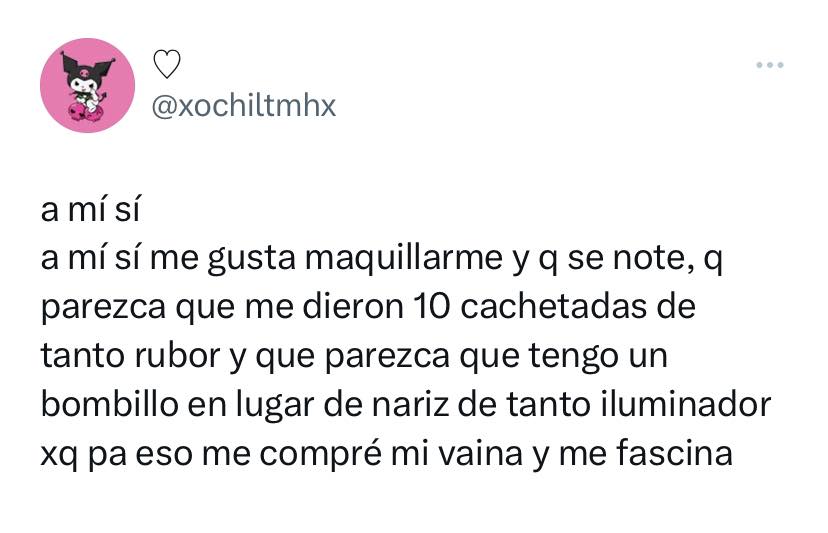 ♡
@xochiltmhx
a mí sí
a mí sí me gusta maquillarme y q se note, q
parezca que me dieron 10 cachetadas de
tanto rubor y que parezca que tengo un
bombillo en lugar de nariz de tanto iluminador
xq pa eso me compré mi vaina y me fascina